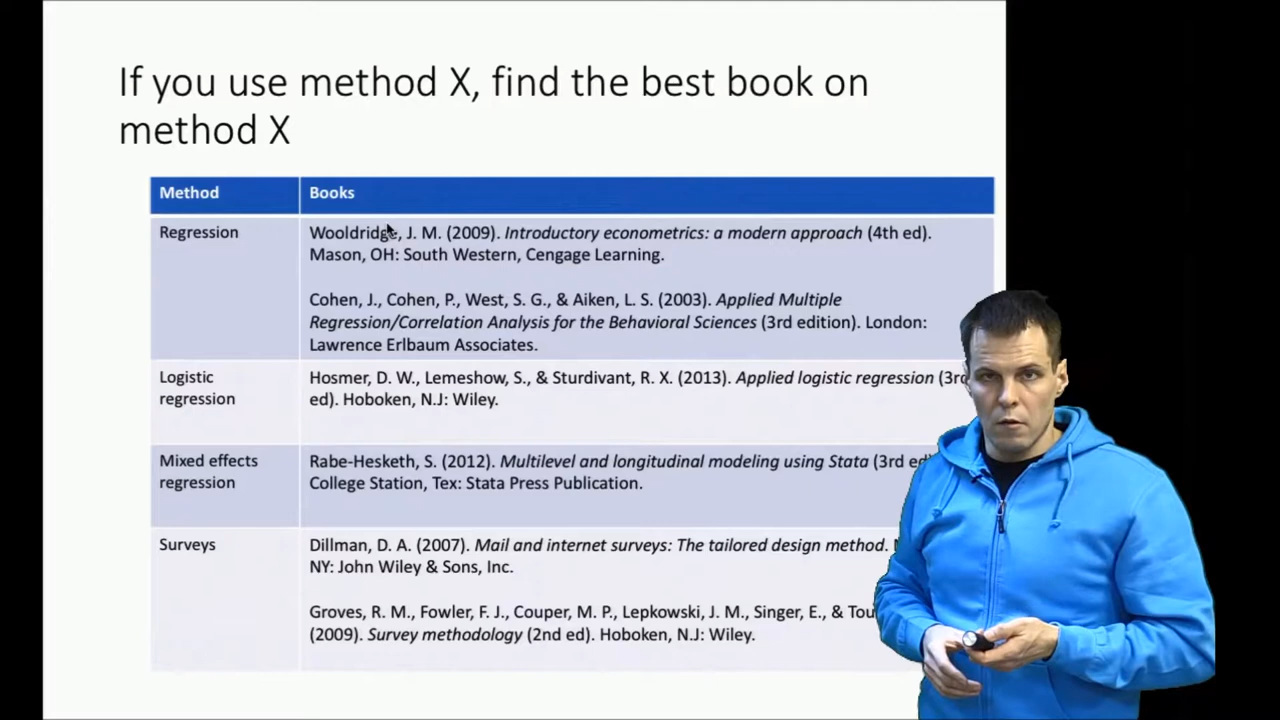 If you use method X, find the best book on
method X
Method
Books
Regression
Wooldridge, J. M. (2009). Introductory econometrics: a modern approach (4th ed).
Mason, OH: South Western, Cengage Learning.
Cohen, J., Cohen, P., West, S. G., & Aiken, L. S. (2003). Applied Multiple
Regression/Correlation Analysis for the Behavioral Sciences (3rd edition). London:
Lawrence Erlbaum Associates.
Logistic
regression
Hosmer, D. W., Lemeshow, S., & Sturdivant, R. X. (2013). Applied logistic regression (3rd
ed). Hoboken, N.J: Wiley.
Mixed effects
regression
Rabe-Hesketh, S. (2012). Multilevel and longitudinal modeling using Stata (3rd ed).
College Station, Tex: Stata Press Publication.
Surveys
Dillman, D. A. (2007). Mail and internet surveys: The tailored design method.
NY: John Wiley & Sons, Inc.
Groves, R. M., Fowler, F. J., Couper, M. P., Lepkowski, J. M., Singer, E., &
(2009). Survey methodology (2nd ed). Hoboken, N.J: Wiley.